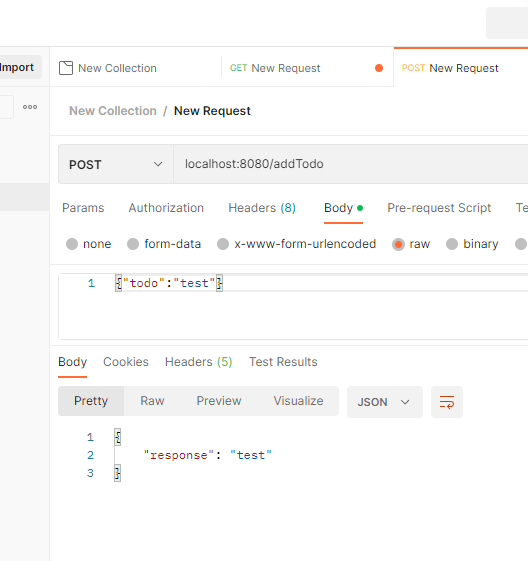 Import
New Collection
GET New Request
POST New Request
New Collection / New Request
POST
localhost:8080/addTodo
Params Authorization Headers (8) Body Pre-request Script Te
none form-data x-www-form-urlencoded raw binary
1 {"todo":"test"}
Body Cookies Headers (5) Test Results
Pretty Raw Preview Visualize JSON
1 {
2 "response": "test"
3 }